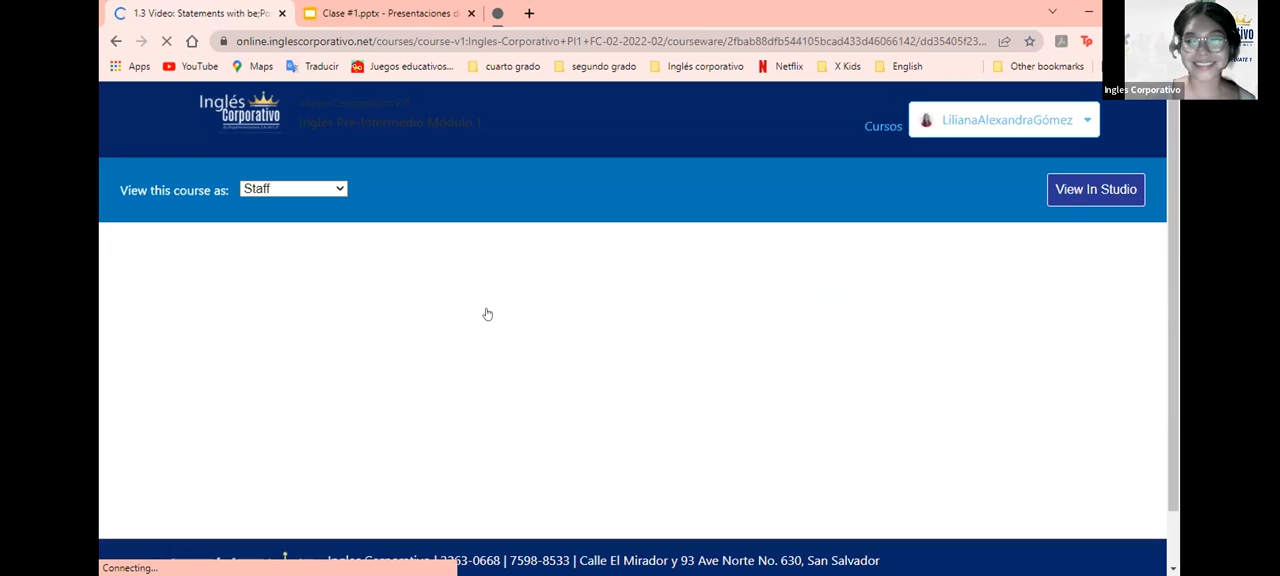 1.3 Video: Statements with be;Po
Clase #1.pptx - Presentaciones d
online.inglescorporativo.net/courses/course-v1:Ingles-Corporativo+PI1+FC-02-2022-02/courseware/2fbab88dfb544105bcad433d46066142/dd35405f23...
Apps YouTube Maps Traducir Juegos educativos... cuarto grado segundo grado Inglés corporativo Netflix X Kids English Other bookmarks
Ingles Corporativo
Inglés Corporativo
Ingles Corporativo PI1
Inglés Pre-Intermedio Módulo 1
Cursos
LilianaAlexandraGómez
View this course as: Staff
View In Studio
Ingles Corporativo | 2263-0668 | 7598-8533 | Calle El Mirador y 93 Ave Norte No. 630, San Salvador
Connecting...